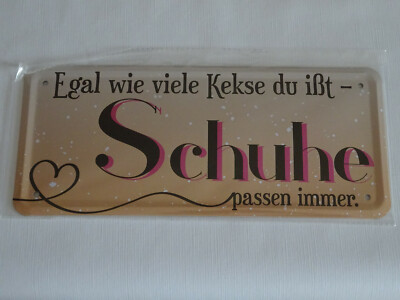 Egal wie viele Kekse du ißt –
Schuhe
passen immer.